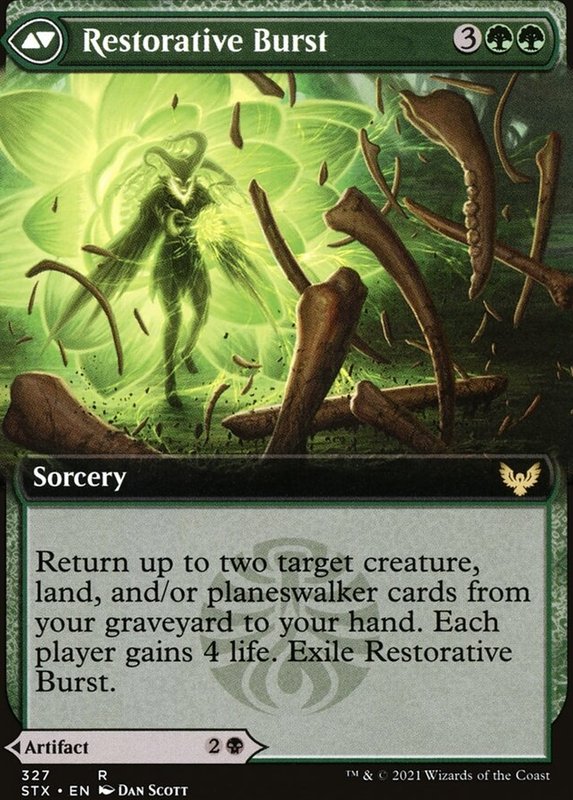 Restorative Burst 3
Sorcery
Return up to two target creature,
land, and/or planeswalker cards from
your graveyard to your hand. Each
player gains 4 life. Exile Restorative
Burst.
Artifact 2
327 R
STX • EN Dan Scott
™ & © 2021 Wizards of the Coast